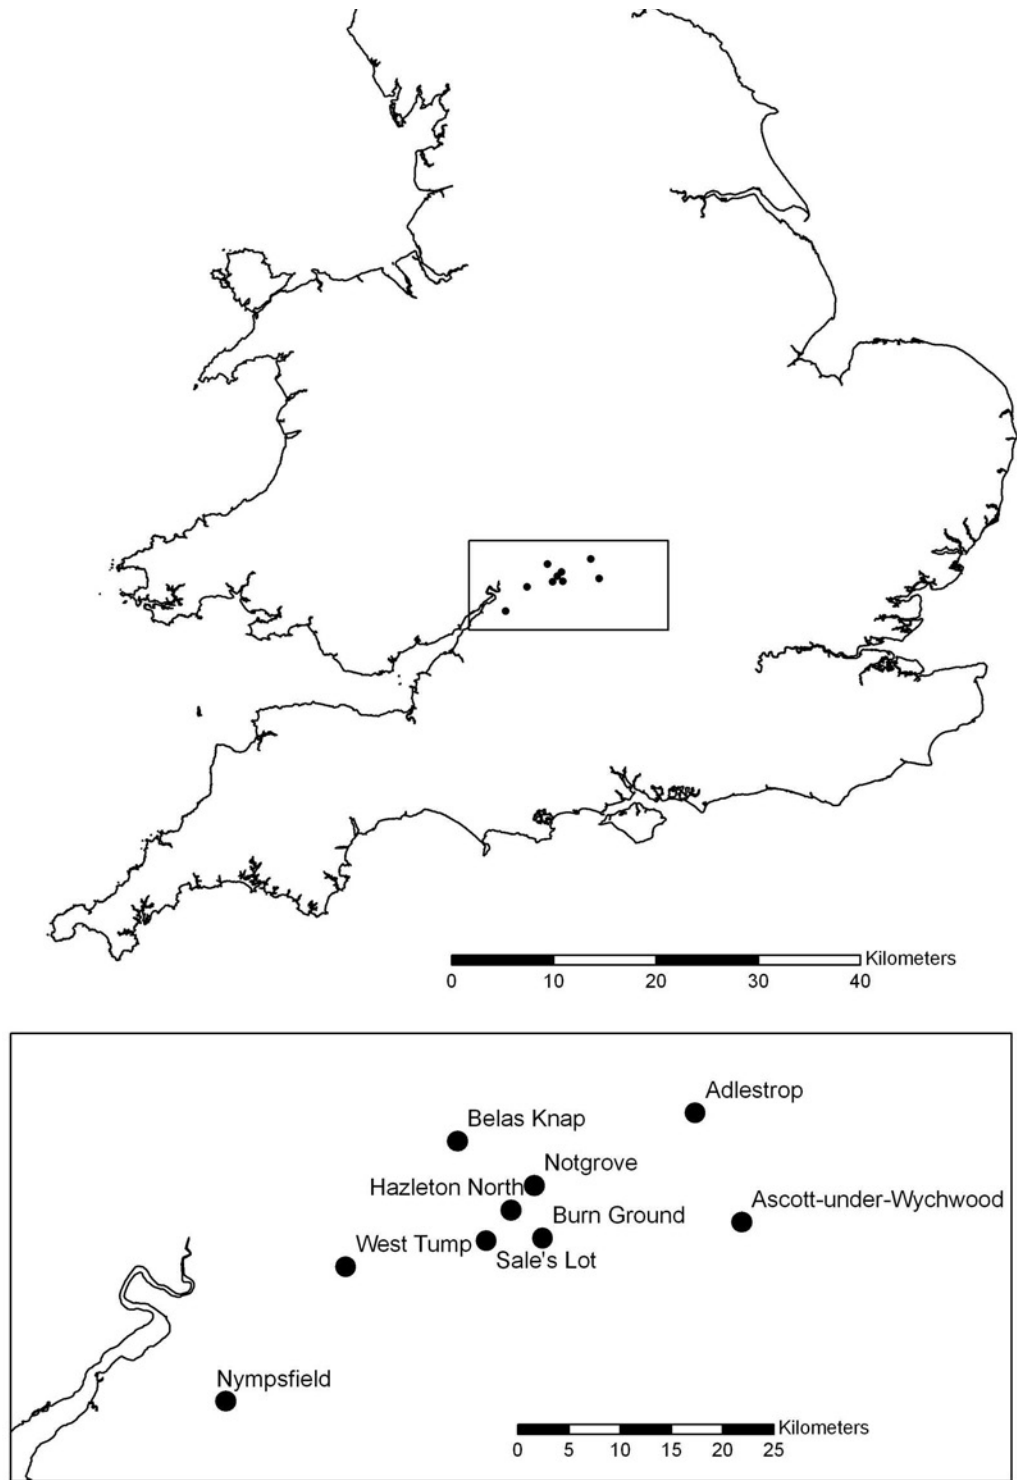 Kilometers
0 10 20 30 40
Adlestrop
Belas Knap
Notgrove
Hazleton North
Ascott-under-Wychwood
Burn Ground
West Tump
Sale's Lot
Nympsfield
Kilometers
0 5 10 15 20 25